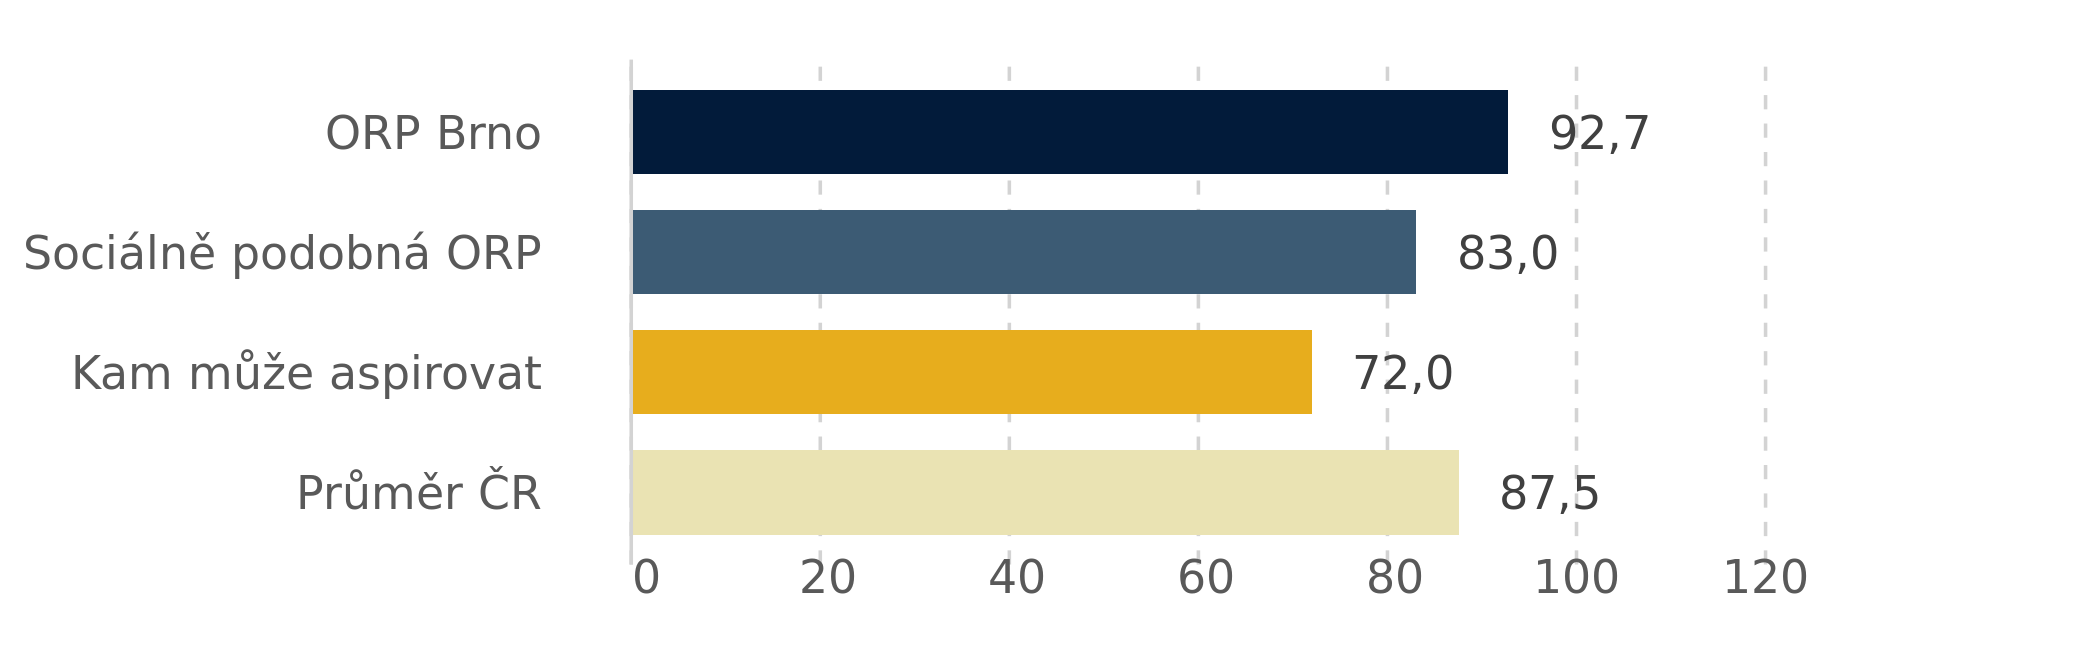 ORP Brno 92,7
Sociálně podobná ORP 83,0
Kam může aspirovat 72,0
Průměr ČR 87,5
0 20 40 60 80 100 120